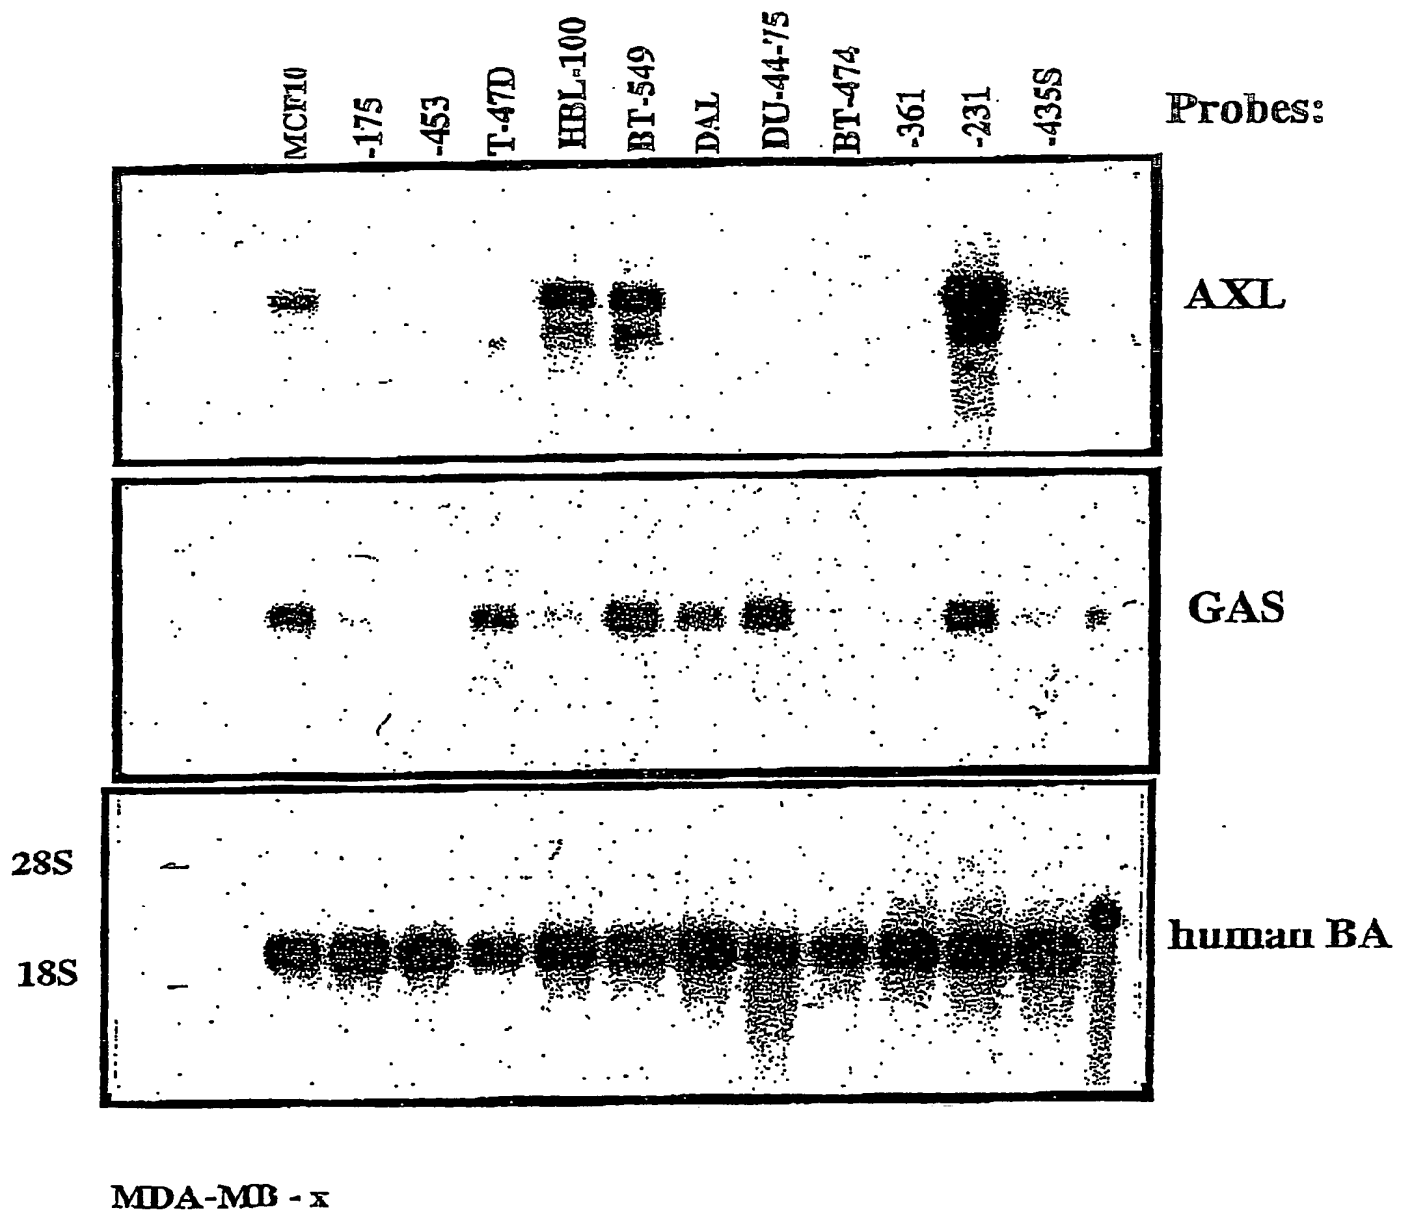 MCF10
-175
-453
T-47D
HBL-100
BT-549
DAL
DU-44-75
BT-474
-361
-231
-435S
Probes:
AXL
GAS
28S
18S
human BA
MDA-MB - x